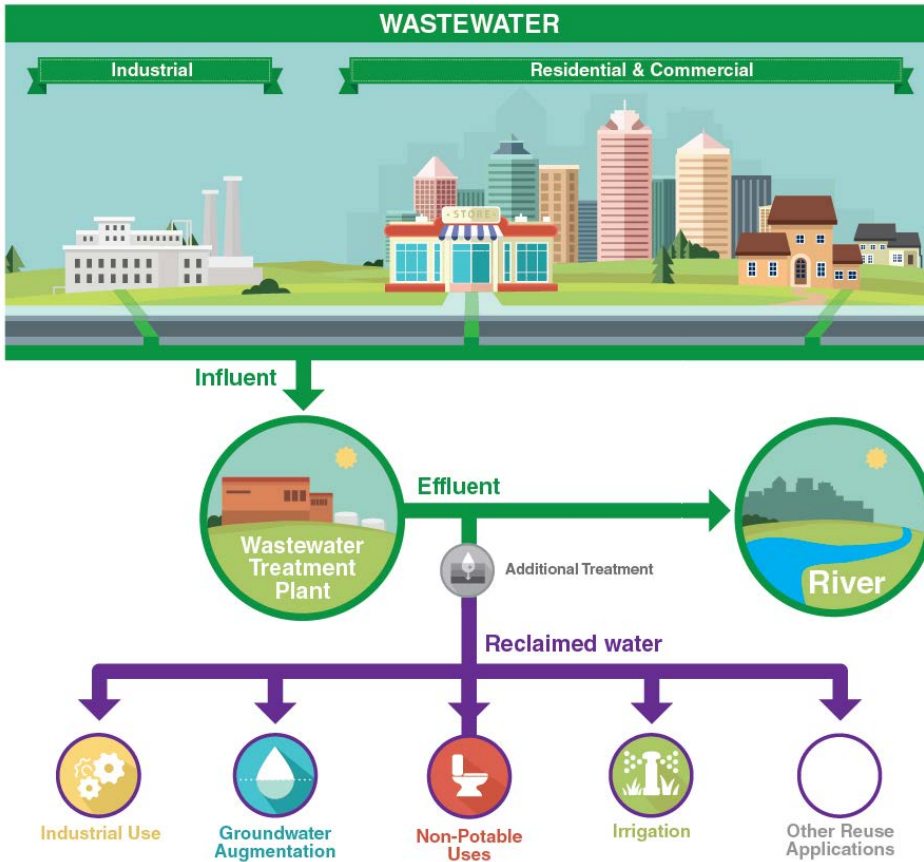 WASTEWATER
Industrial
Residential & Commercial
· STORE ·
Influent
Wastewater
Treatment
Plant
Effluent
River
Additional Treatment
Reclaimed water
Industrial Use
Groundwater
Augmentation
Non-Potable
Uses
Irrigation
Other Reuse
Applications